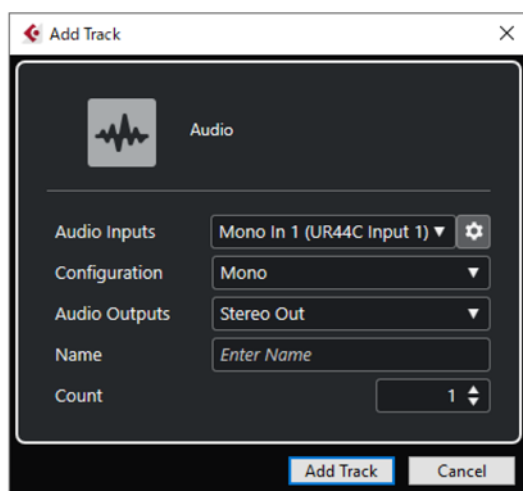 Add Track
Audio
Audio Inputs Mono In 1 (UR44C Input 1)
Configuration Mono
Audio Outputs Stereo Out
Name Enter Name
Count 1
Add Track Cancel